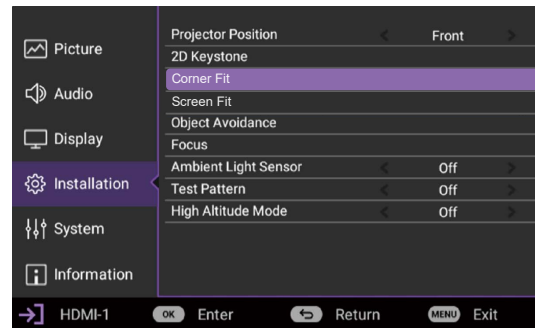 Picture
Audio
Display
Installation
System
Information
Projector Position Front
2D Keystone
Corner Fit
Screen Fit
Object Avoidance
Focus
Ambient Light Sensor Off
Test Pattern Off
High Altitude Mode Off
HDMI-1 OK Enter Return MENU Exit